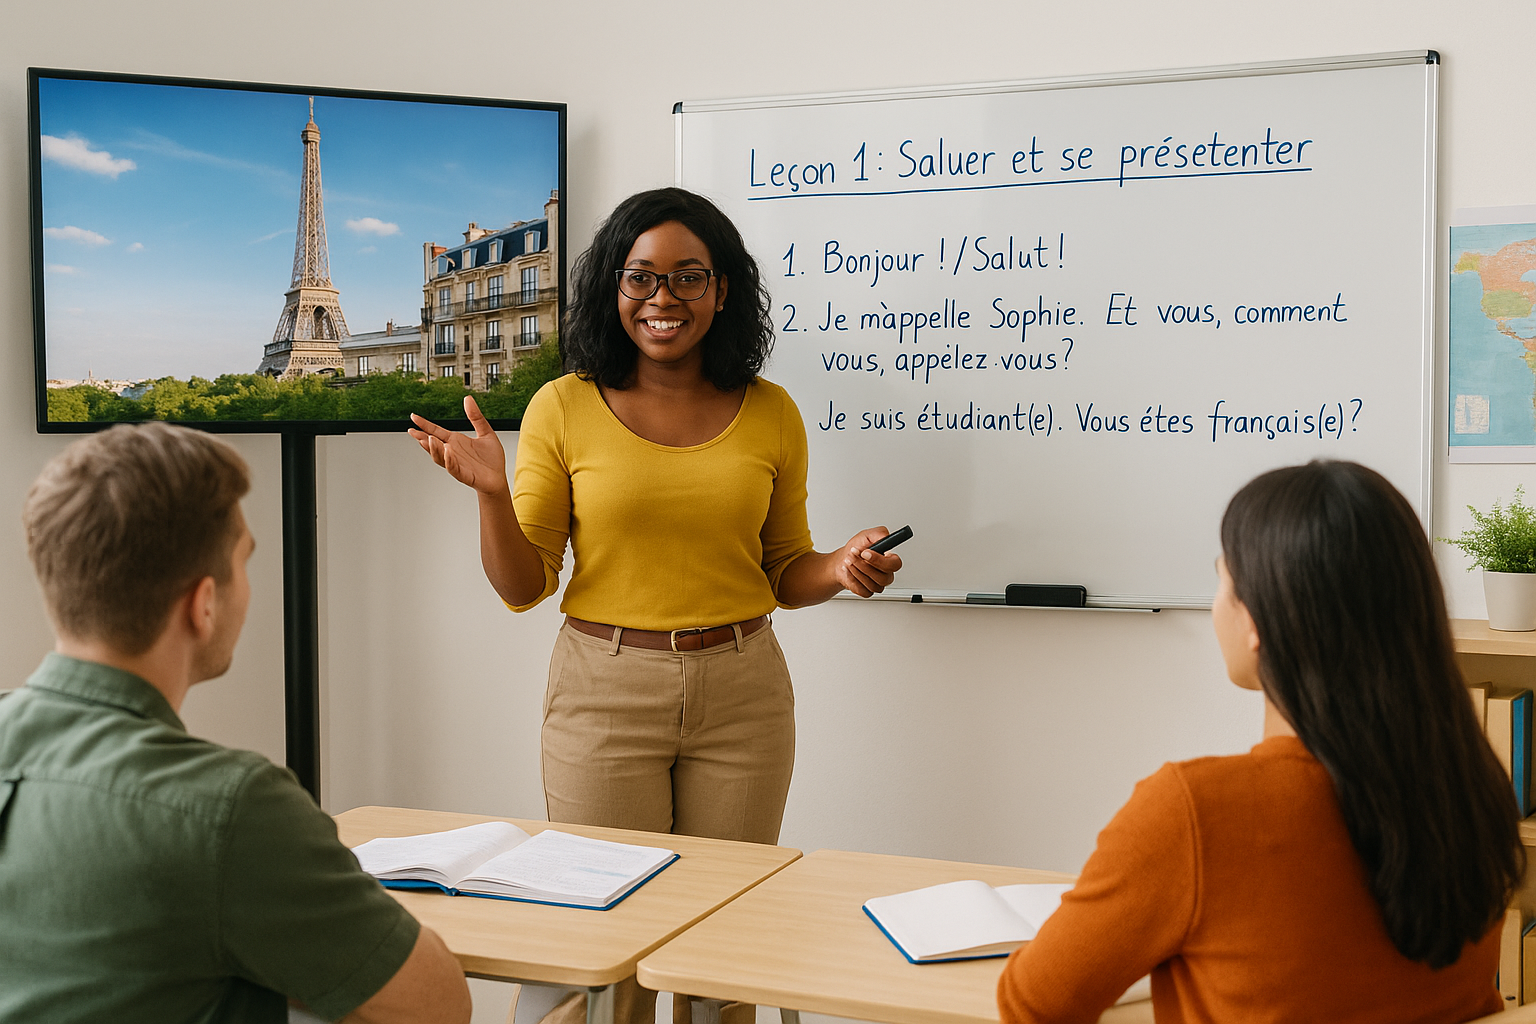 Leçon 1: Saluer et se présetenter
1. Bonjour !/Salut!
2. Je màppelle Sophie. Et vous, comment
vous, appėlez·vous?
Je suis étudiant(e). Vous étes français(e)?